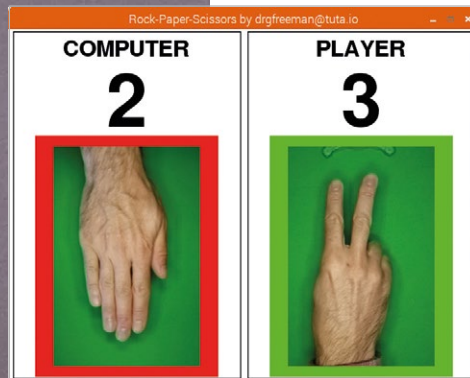 Rock-Paper-Scissors by drgfreeman@tuta.io
COMPUTER
PLAYER
2
3